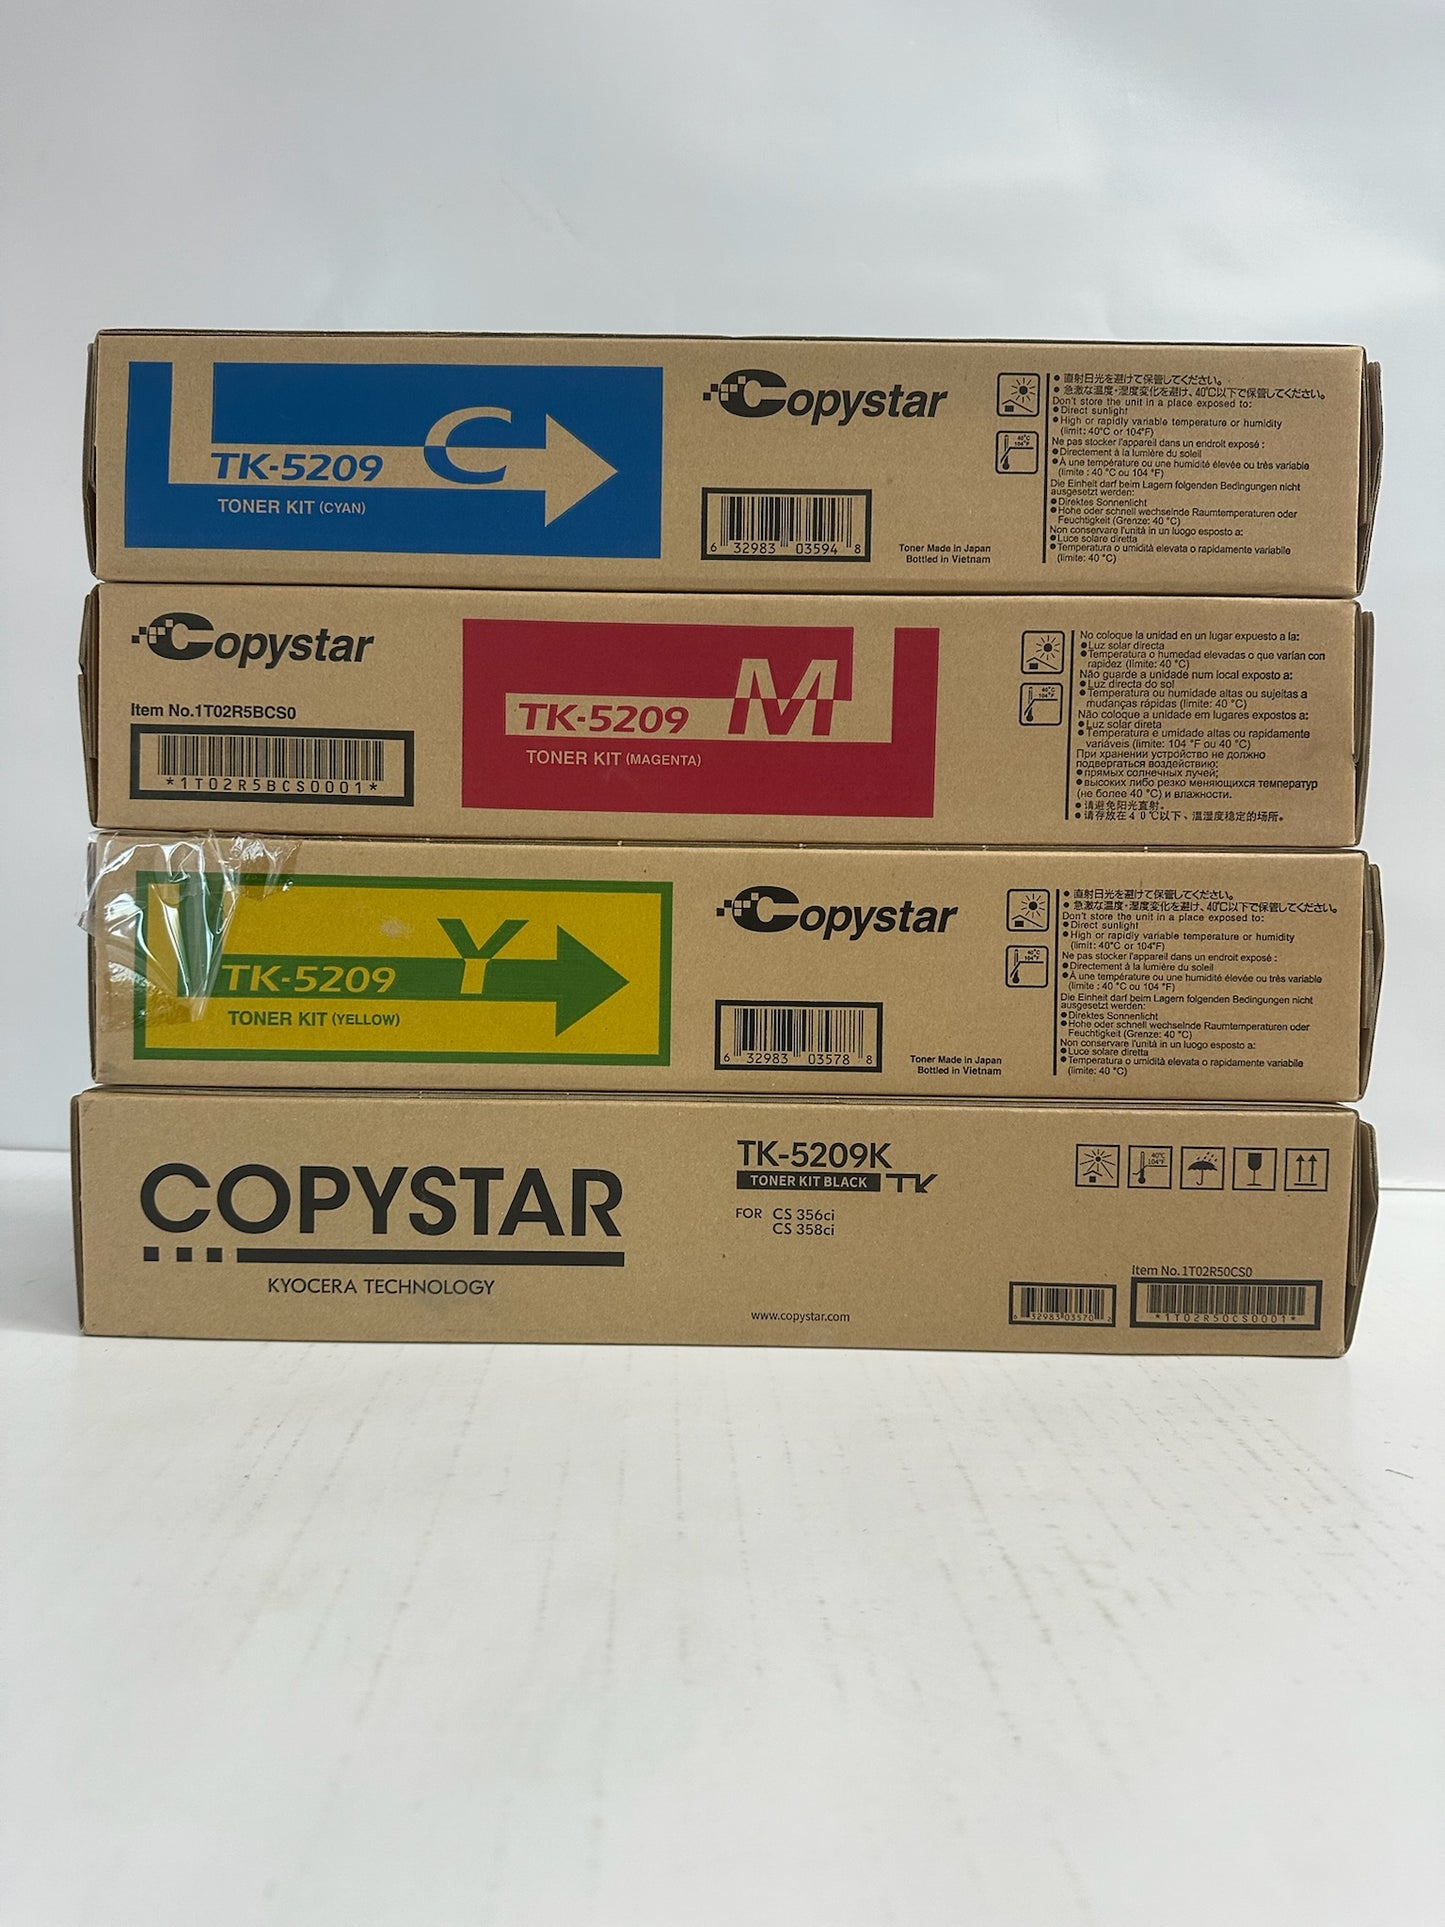 C
TK-5209
TONER KIT (CYAN)
Copystar
6 32983 03594 8
Toner Made in Japan
Bottled in Vietnam
40°C
104°F
●直射日光を避けて保管してください。
●急激な温度・湿度変化を避け、40℃以下で保管してください。
Don't store the unit in a place exposed to:
●Direct sunlight
●High or rapidly variable temperature or humidity
(limit: 40°C or 104°F)
Ne pas stocker l'appareil dans un endroit exposé :
●Directement à la lumière du soleil
●À une température ou une humidité élevée ou très variable
(limite : 40 °C ou 104 °F)
Die Einheit darf beim Lagern folgenden Bedingungen nicht
ausgesetzt werden:
●Direktes Sonnenlicht
●Hohe oder schnell wechselnde Raumtemperaturen oder
Feuchtigkeit (Grenze: 40 °C)
Non conservare l'unità in un luogo esposto a:
●Luce solare diretta
●Temperatura o umidità elevata o rapidamente variabile
(limite: 40 °C)
Copystar
Item No.1T02R5BCS0
*1T02R5BCS0001*
M
TK-5209
TONER KIT (MAGENTA)
40°C
104°F
No coloque la unidad en un lugar expuesto a la:
●Luz solar directa
●Temperatura o humedad elevadas o que varían con
rapidez (límite: 40 °C)
Não guarde a unidade num local exposto a:
●Luz directa do sol
●Temperatura ou humidade altas ou sujeitas a
mudanças rápidas (limite: 40 °C)
Não coloque a unidade em lugares expostos a:
●Luz solar direta
●Temperatura e umidade altas ou rapidamente
variáveis (limite: 104 °F ou 40 °C)
При хранении устройство не должно
подвергаться воздействию:
●прямых солнечных лучей;
●высоких либо резко меняющихся температур
(не более 40 °C) и влажности.
●请避免阳光直射。
●请存放在40℃以下、温湿度稳定的场所。
Y
TK-5209
TONER KIT (YELLOW)
Copystar
6 32983 03578 8
Toner Made in Japan
Bottled in Vietnam
40°C
104°F
●直射日光を避けて保管してください。
●急激な温度・湿度変化を避け、40℃以下で保管してください。
Don't store the unit in a place exposed to:
●Direct sunlight
●High or rapidly variable temperature or humidity
(limit: 40°C or 104°F)
Ne pas stocker l'appareil dans un endroit exposé :
●Directement à la lumière du soleil
●À une température ou une humidité élevée ou très variable
(limite : 40 °C ou 104 °F)
Die Einheit darf beim Lagern folgenden Bedingungen nicht
ausgesetzt werden:
●Direktes Sonnenlicht
●Hohe oder schnell wechselnde Raumtemperaturen oder
Feuchtigkeit (Grenze: 40 °C)
Non conservare l'unità in un luogo esposto a:
●Luce solare diretta
●Temperatura o umidità elevata o rapidamente variabile
(limite: 40 °C)
COPYSTAR
KYOCERA TECHNOLOGY
TK-5209K
TONER KIT BLACK TK
FOR CS 356ci
CS 358ci
www.copystar.com
40°C
104°F
6 32983 03570 2
Item No.1T02R50CS0
*1T02R50CS0001*